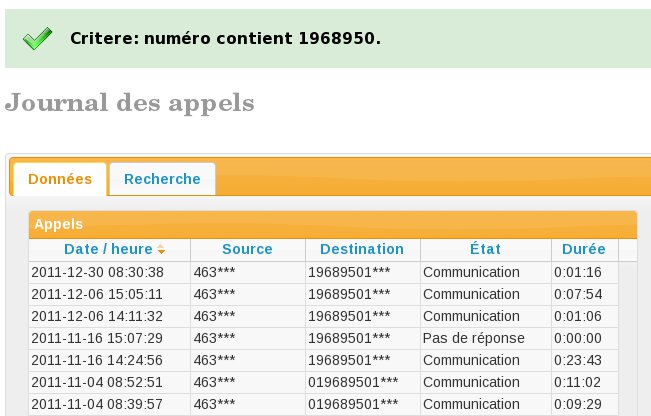 Critere: numéro contient 1968950.
Journal des appels
Données Recherche
Appels
Date / heure Source Destination État Durée
2011-12-30 08:30:38 463*** 19689501*** Communication 0:01:16
2011-12-06 15:05:11 463*** 19689501*** Communication 0:07:54
2011-12-06 14:11:32 463*** 19689501*** Communication 0:01:06
2011-11-16 15:07:29 463*** 19689501*** Pas de réponse 0:00:00
2011-11-16 14:24:56 463*** 19689501*** Communication 0:23:43
2011-11-04 08:52:51 463*** 019689501*** Communication 0:11:02
2011-11-04 08:39:57 463*** 019689501*** Communication 0:09:29